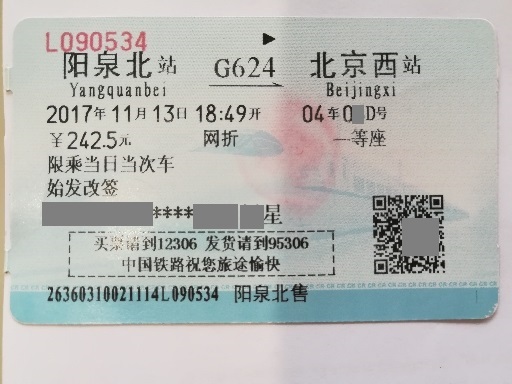 L090534
阳泉北站 G624 北京西站
Yangquanbei Beijingxi
2017年11月13日 18:49开 04车0 D号
￥242.5元 网折 一等座
限乘当日当次车
始发改签
**** 星
买票请到12306 发货请到95306
中国铁路祝您旅途愉快
26360310021114L090534 阳泉北售